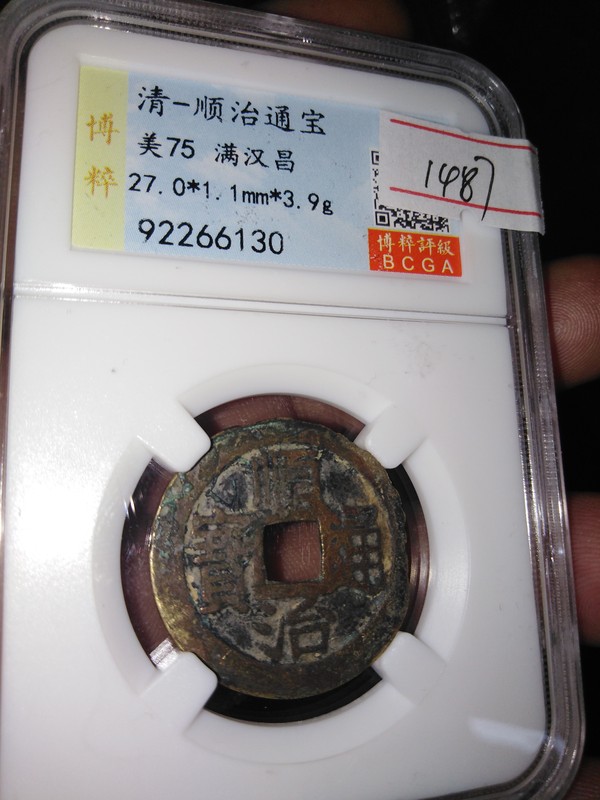 博粹
清-顺治通宝
美75 满汉昌
27.0*1.1mm*3.9g
92266130
1487
博粹評級
BCGA
順治通寶